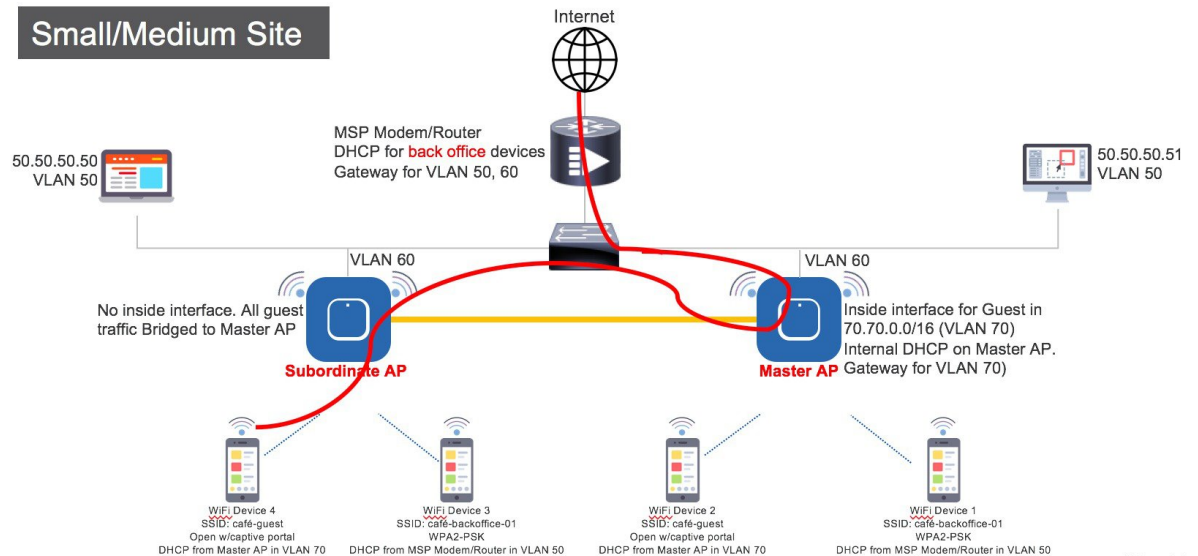 Small/Medium Site
Internet
MSP Modem/Router
DHCP for back office devices
Gateway for VLAN 50, 60
50.50.50.50
VLAN 50
50.50.50.51
VLAN 50
VLAN 60
VLAN 60
No inside interface. All guest
traffic Bridged to Master AP
Subordinate AP
Inside interface for Guest in
70.70.0.0/16 (VLAN 70)
Internal DHCP on Master AP.
Master AP
Gateway for VLAN 70)
WiFi Device 4
SSID: café-guest
Open w/captive portal
DHCP from Master AP in VLAN 70
WiFi Device 3
SSID: café-backoffice-01
WPA2-PSK
DHCP from MSP Modem/Router in VLAN 50
WiFi Device 2
SSID: café-guest
Open w/captive portal
DHCP from Master AP in VLAN 70
WiFi Device 1
SSID: café-backoffice-01
WPA2-PSK
DHCP from MSP Modem/Router in VLAN 50